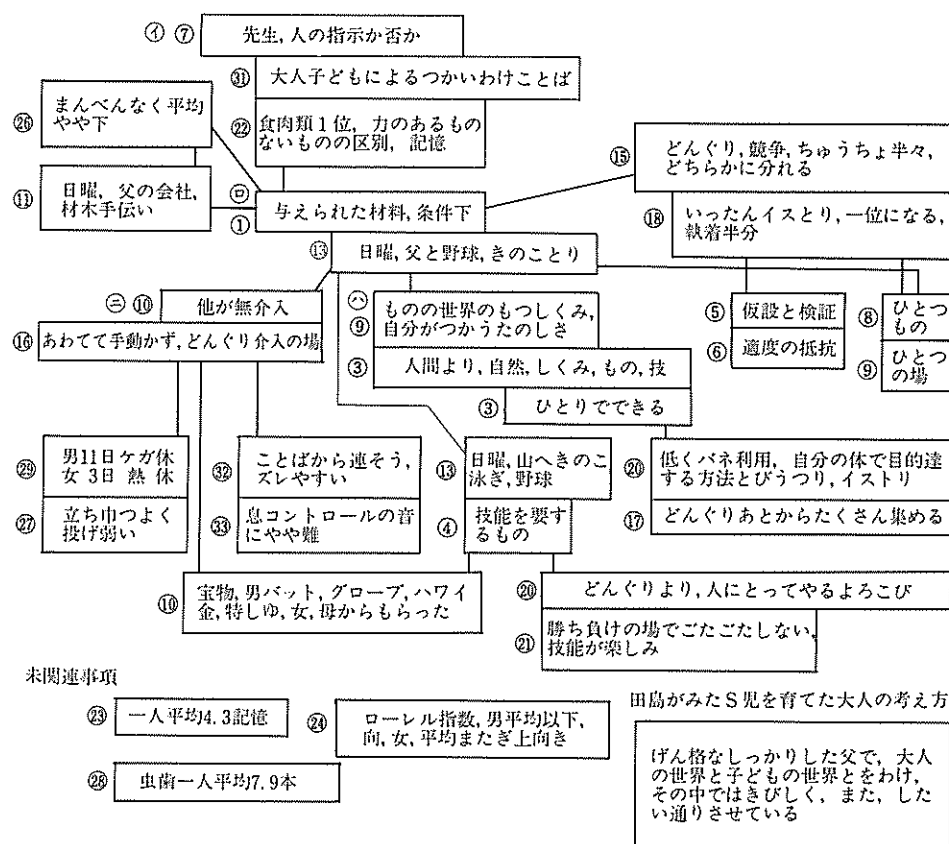 ㋑ ⑦ 先生,人の指示か否か
㉛ 大人子どもによるつかいわけことば
㉖ まんべんなく平均
やや下
㉒ 食肉類1位,力のあるもの
ないものの区別,記憶
⑮ どんぐり,競争,ちゅうちょ半々,
どちらかに分れる
⑪ 日曜,父の会社,
材木手伝い
㋺
① 与えられた材料,条件下
⑱ いったんイスとり,一位になる,
執着半分
⑬ 日曜,父と野球,きのことり
㋥ ⑩ 他が無介入
⑯ あわてて手動かず,どんぐり介入の場
㋩
⑨ ものの世界のもつしくみ,
自分がつかうたのしさ
③ 人間より,自然,しくみ,もの,技
③ ひとりでできる
⑤ 仮設と検証
⑥ 適度の抵抗
⑧ ひとつ
もの
⑨ ひとつ
の場
㉙ 男11日ケガ休
女3日 熱休
㉗ 立ち巾つよく
投げ弱い
㉜ ことばから連そう,
ズレやすい
㉝ 息コントロールの音
にやや難
⑬ 日曜,山へきのこ
泳ぎ,野球
④ 技能を要す
るもの
⑳ 低くバネ利用,自分の体で目的達
する方法とびうつり,イストリ
⑰ どんぐりあとからたくさん集める
⑩ 宝物,男バット,グローブ,ハワイ
金,特しゆ,女,母からもらった
⑳ どんぐりより,人にとってやるよろこび
㉑ 勝ち負けの場でごたごたしない,
技能が楽しみ
未関連事項
㉓ 一人平均4.3記憶
㉔ ローレル指数,男平均以下,
向,女,平均またぎ上向き
㉘ 虫歯一人平均7.9本
田島がみたS児を育てた大人の考え方
げん格なしっかりした父で,大人
の世界と子どもの世界とをわけ,
その中ではきびしく,また,した
い通りさせている